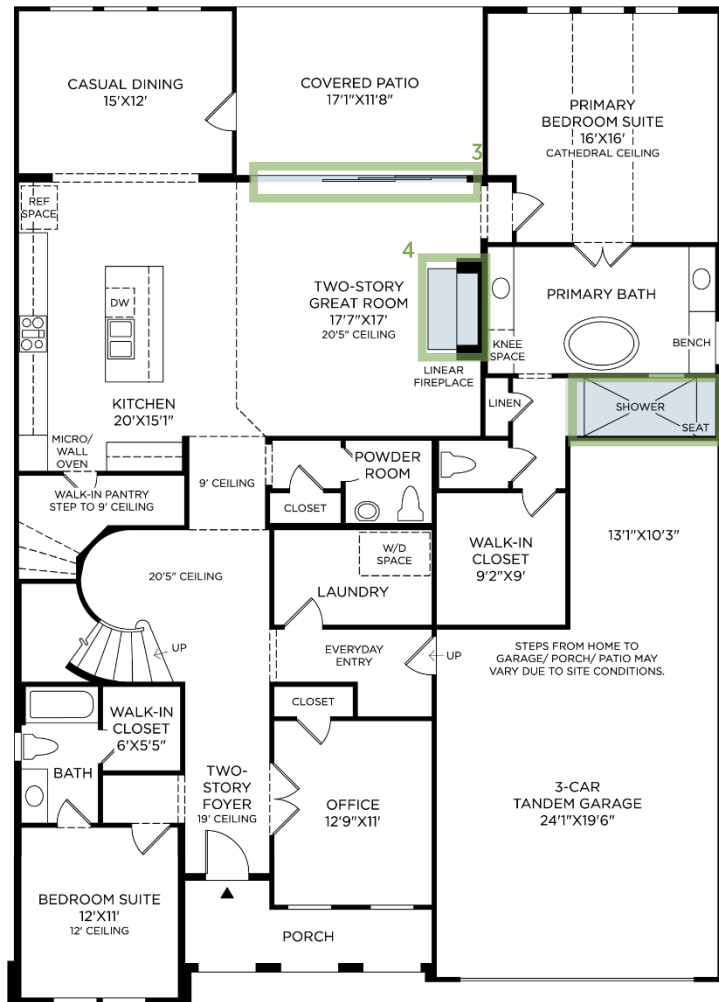 CASUAL DINING
15'X12'
COVERED PATIO
17'1"X11'8"
PRIMARY
BEDROOM SUITE
16'X16'
CATHEDRAL CEILING
3
REF
SPACE
4
DW
TWO-STORY
GREAT ROOM
17'7"X17'
20'5" CEILING
PRIMARY BATH
KNEE
SPACE
BENCH
LINEAR
FIREPLACE
KITCHEN
20'X15'1"
LINEN
SHOWER
SEAT
MICRO/
WALL
OVEN
9' CEILING
POWDER
ROOM
WALK-IN PANTRY
STEP TO 9' CEILING
CLOSET
13'1"X10'3"
W/D
SPACE
WALK-IN
CLOSET
9'2"X9'
20'5" CEILING
LAUNDRY
UP
EVERYDAY
ENTRY
UP
STEPS FROM HOME TO
GARAGE/ PORCH/ PATIO MAY
VARY DUE TO SITE CONDITIONS.
CLOSET
WALK-IN
CLOSET
6'X5'5"
BATH
TWO-
STORY
FOYER
19' CEILING
OFFICE
12'9"X11'
3-CAR
TANDEM GARAGE
24'1"X19'6"
BEDROOM SUITE
12'X11'
12' CEILING
PORCH